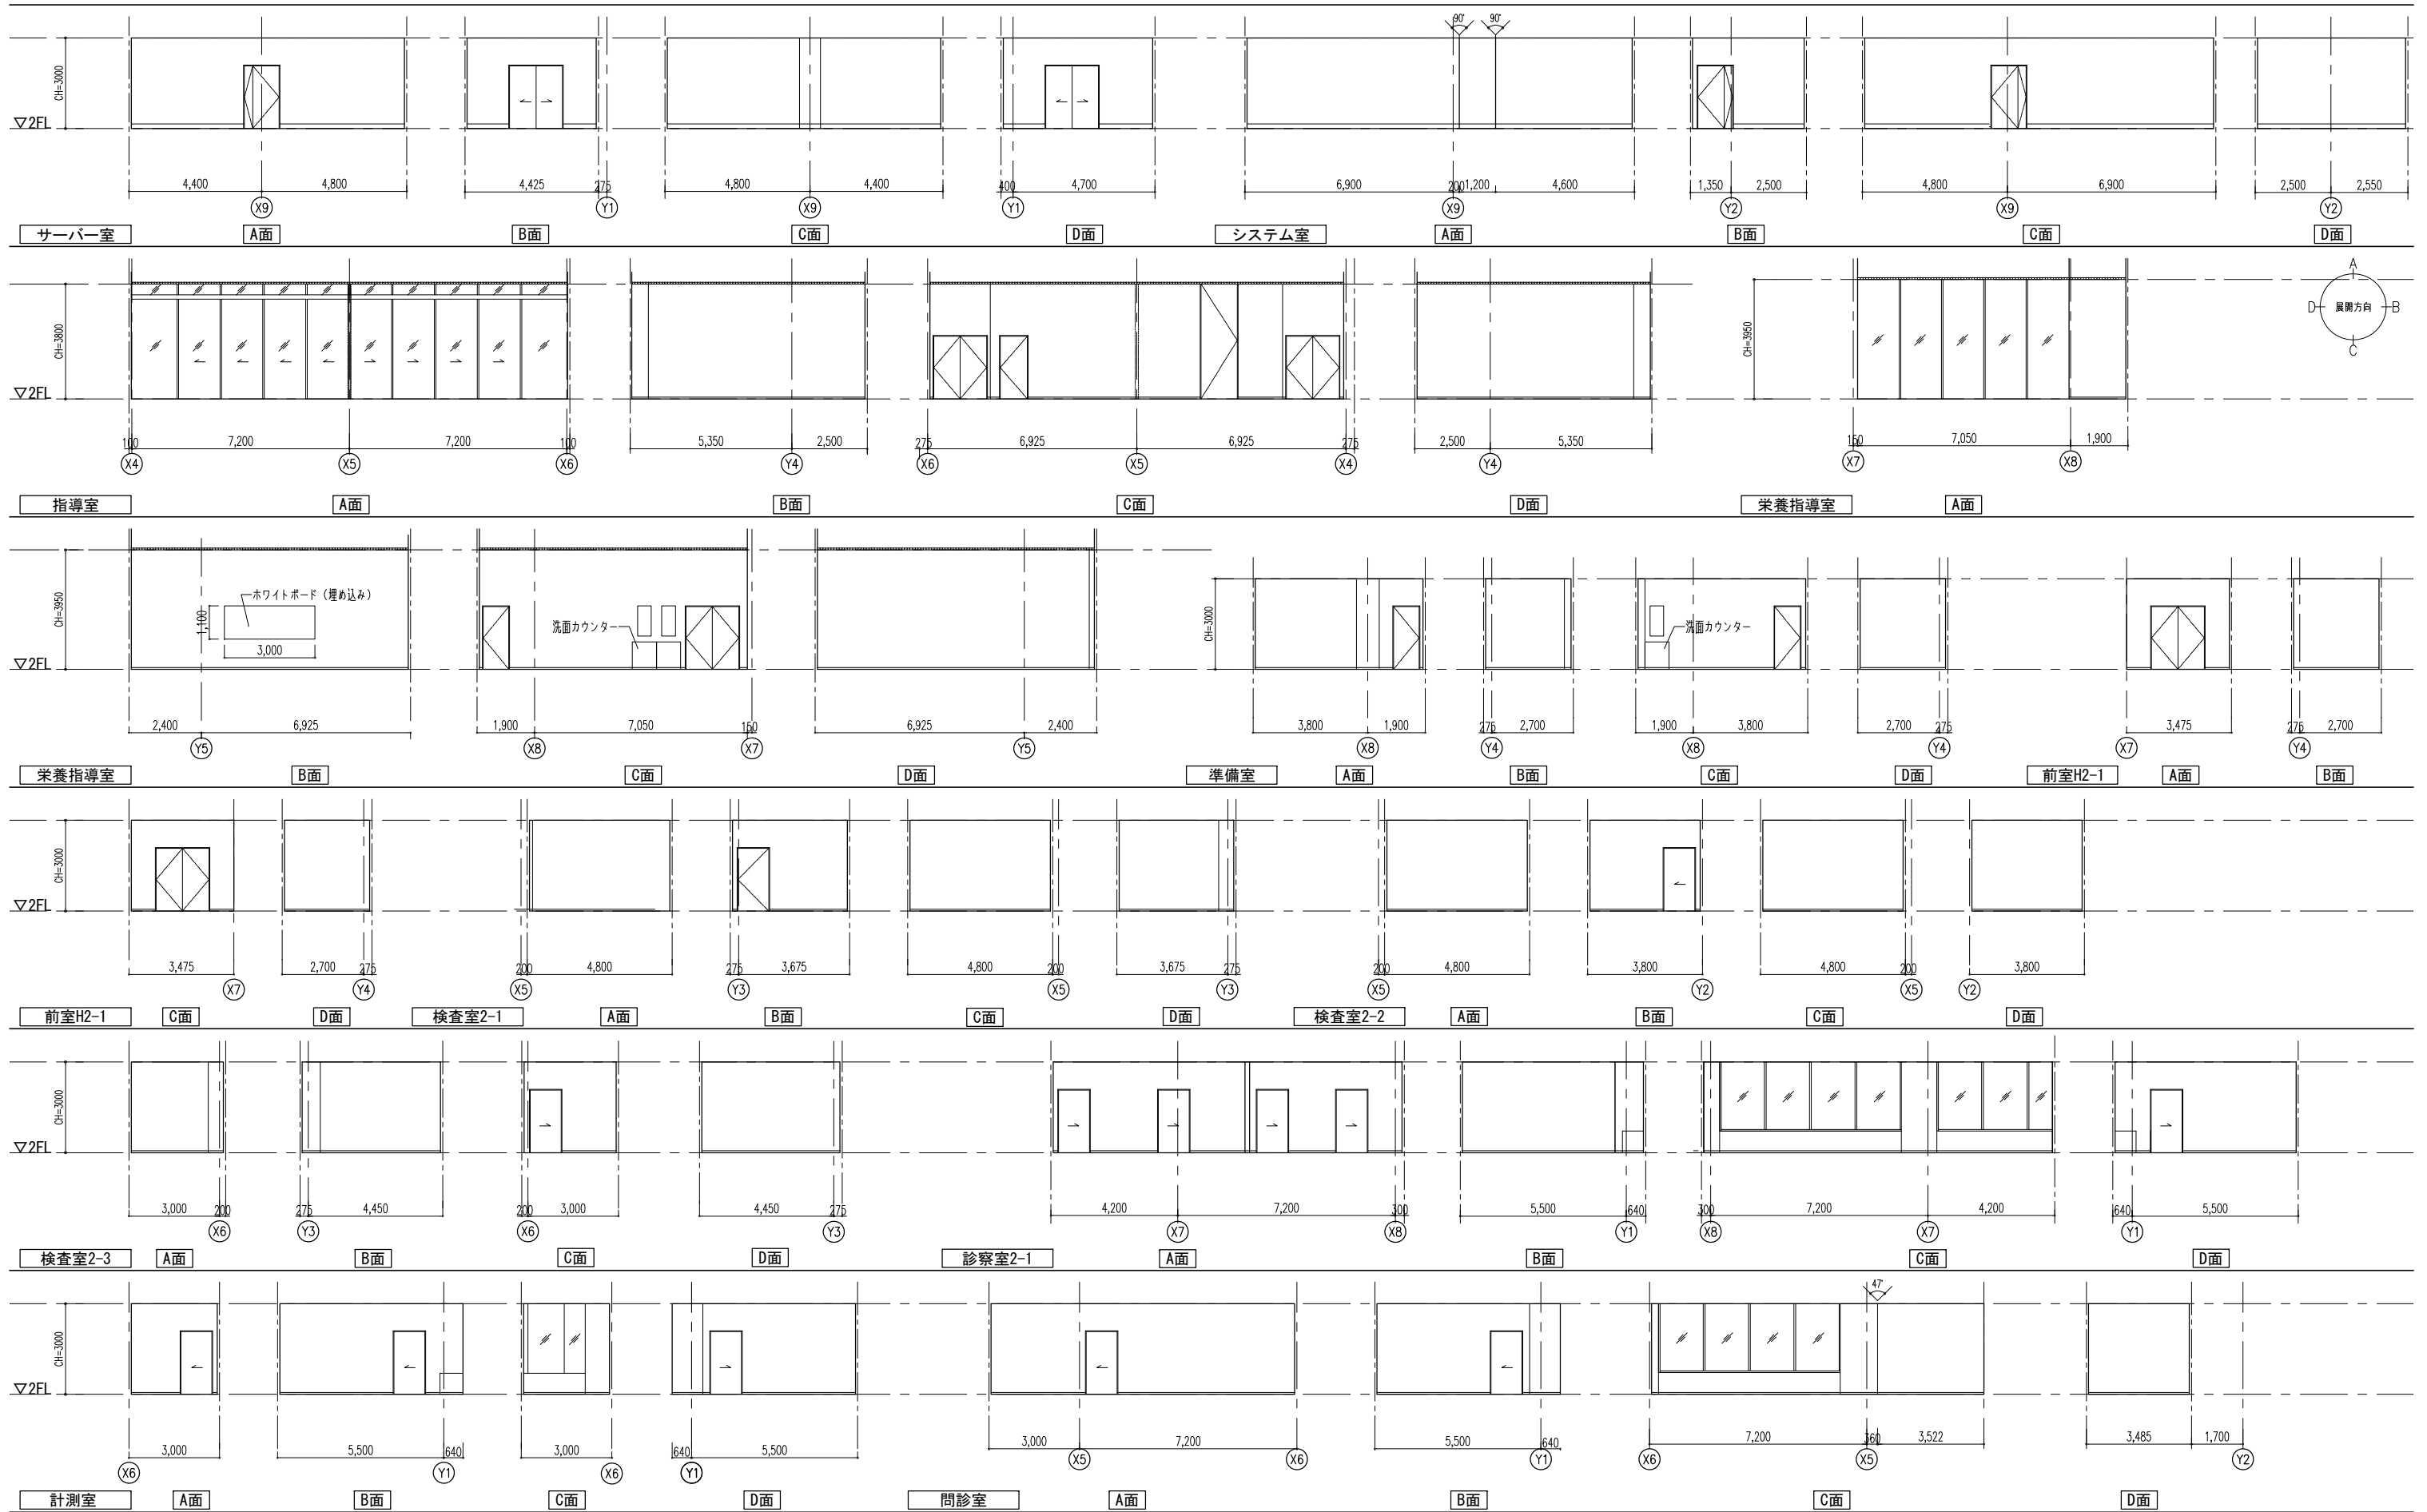 90° 90°
CH=3000
▽2FL
4,400 4,800 4,425 275 4,800 4,400 400 4,700 6,900 200 1,200 4,600 1,350 2,500 4,800 6,900 2,500 2,550
X9 Y1 X9 Y1 X9 Y2 X9 Y2
サーバー室 A面 B面 C面 D面 システム室 A面 B面 C面 D面
A
D 展開方向 B
C
CH=3800 CH=3950
▽2FL
100 7,200 7,200 100 5,350 2,500 275 6,925 6,925 275 2,500 5,350 150 7,050 1,900
X4 X5 X6 Y4 X6 X5 X4 Y4 X7 X8
指導室 A面 B面 C面 D面 栄養指導室 A面
ホワイトボード（埋め込み）
CH=3950 1,100 洗面カウンター CH=3000 洗面カウンター
3,000
▽2FL
2,400 6,925 1,900 7,050 150 6,925 2,400 3,800 1,900 275 2,700 1,900 3,800 2,700 275 3,475 275 2,700
Y5 X8 X7 Y5 X8 Y4 X8 Y4 X7 Y4
栄養指導室 B面 C面 D面 準備室 A面 B面 C面 D面 前室H2-1 A面 B面
CH=3000
▽2FL
3,475 2,700 275 200 4,800 275 3,675 4,800 200 3,675 275 200 4,800 3,800 4,800 200 3,800
X7 Y4 X5 Y3 X5 Y3 X5 Y2 X5 Y2
前室H2-1 C面 D面 検査室2-1 A面 B面 C面 D面 検査室2-2 A面 B面 C面 D面
CH=3000
▽2FL
3,000 200 275 4,450 200 3,000 4,450 275 4,200 7,200 300 5,500 640 300 7,200 4,200 640 5,500
X6 Y3 X6 Y3 X7 X8 Y1 X8 X7 Y1
検査室2-3 A面 B面 C面 D面 診察室2-1 A面 B面 C面 D面
47°
CH=3000
▽2FL
3,000 5,500 640 3,000 640 5,500 3,000 7,200 5,500 640 7,200 360 3,522 3,485 1,700
X6 Y1 X6 Y1 X5 X6 Y1 X6 X5 Y2
計測室 A面 B面 C面 D面 問診室 A面 B面 C面 D面